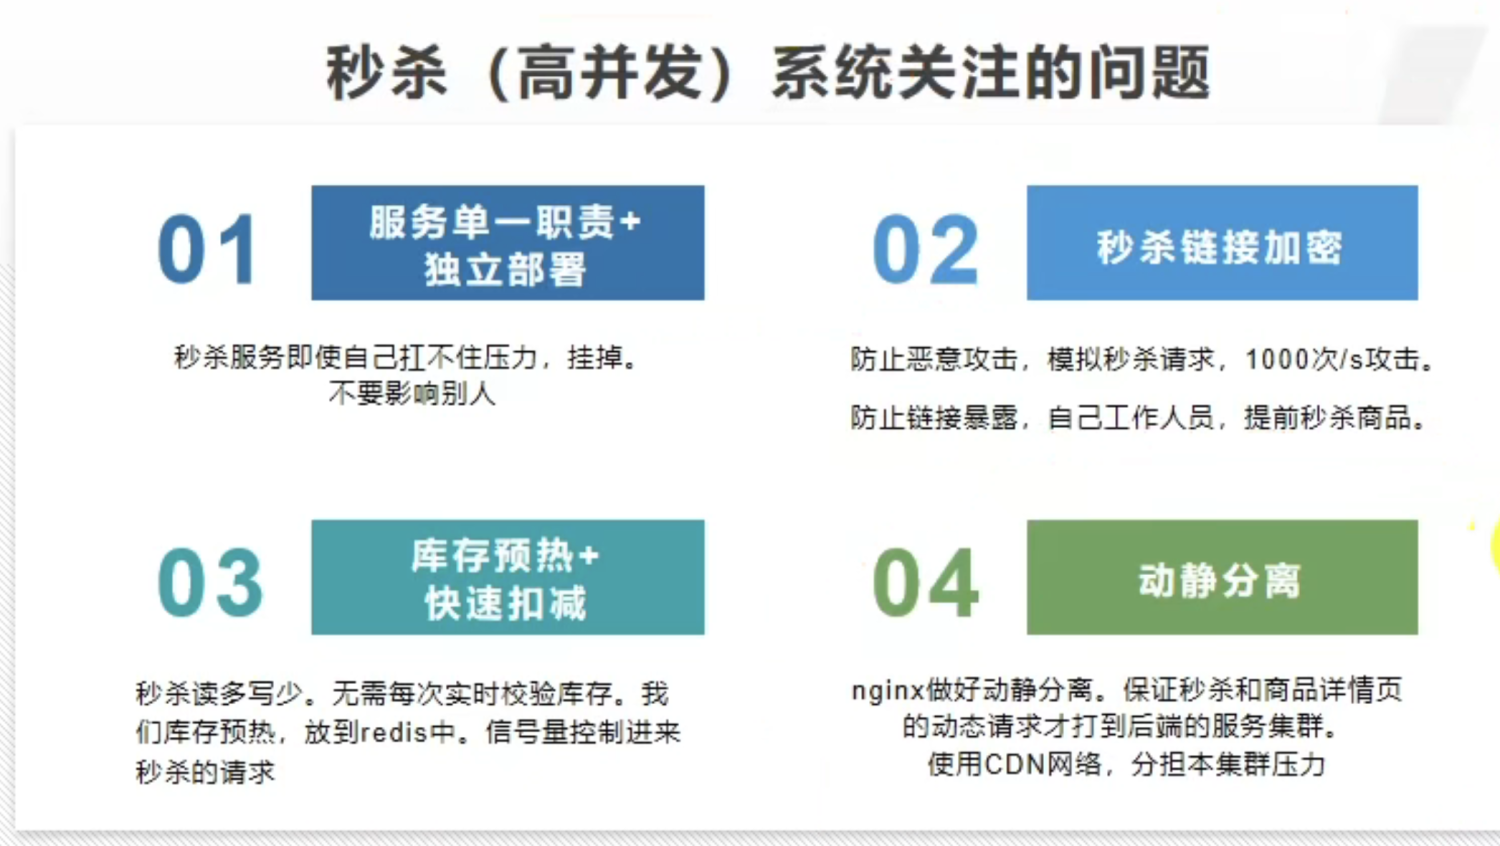 秒杀（高并发）系统关注的问题
01
服务单一职责+
独立部署
秒杀服务即使自己扛不住压力，挂掉。
不要影响别人
02
秒杀链接加密
防止恶意攻击，模拟秒杀请求，1000次/s攻击。
防止链接暴露，自己工作人员，提前秒杀商品。
03
库存预热+
快速扣减
秒杀读多写少。无需每次实时校验库存。我
们库存预热，放到redis中。信号量控制进来
秒杀的请求
04
动静分离
nginx做好动静分离。保证秒杀和商品详情页
的动态请求才打到后端的服务集群。
使用CDN网络，分担本集群压力